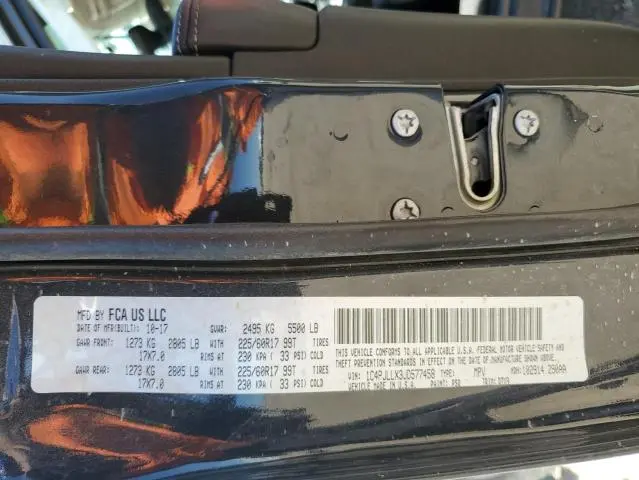 MFD BY FCA US LLC
DATE OF MFR(BUILT): 10-17 GVWR: 2495 KG 5500 LB
GAWR FRONT: 1273 KG 2805 LB WITH 225/60R17 99T TIRES
17X7.0 RIMS AT 230 KPA ( 33 PSI) COLD
GAWR REAR: 1273 KG 2805 LB WITH 225/60R17 99T TIRES
17X7.0 RIMS AT 230 KPA ( 33 PSI) COLD
THIS VEHICLE CONFORMS TO ALL APPLICABLE U.S.A. FEDERAL MOTOR VEHICLE SAFETY AND
THEFT PREVENTION STANDARDS IN EFFECT ON THE DATE OF MANUFACTURE SHOWN ABOVE.
VIN: 1C4PJLLX3JD577458 TYPE: MPV MDH: 102914 290AA
VEHICLE MADE IN U.S.A.